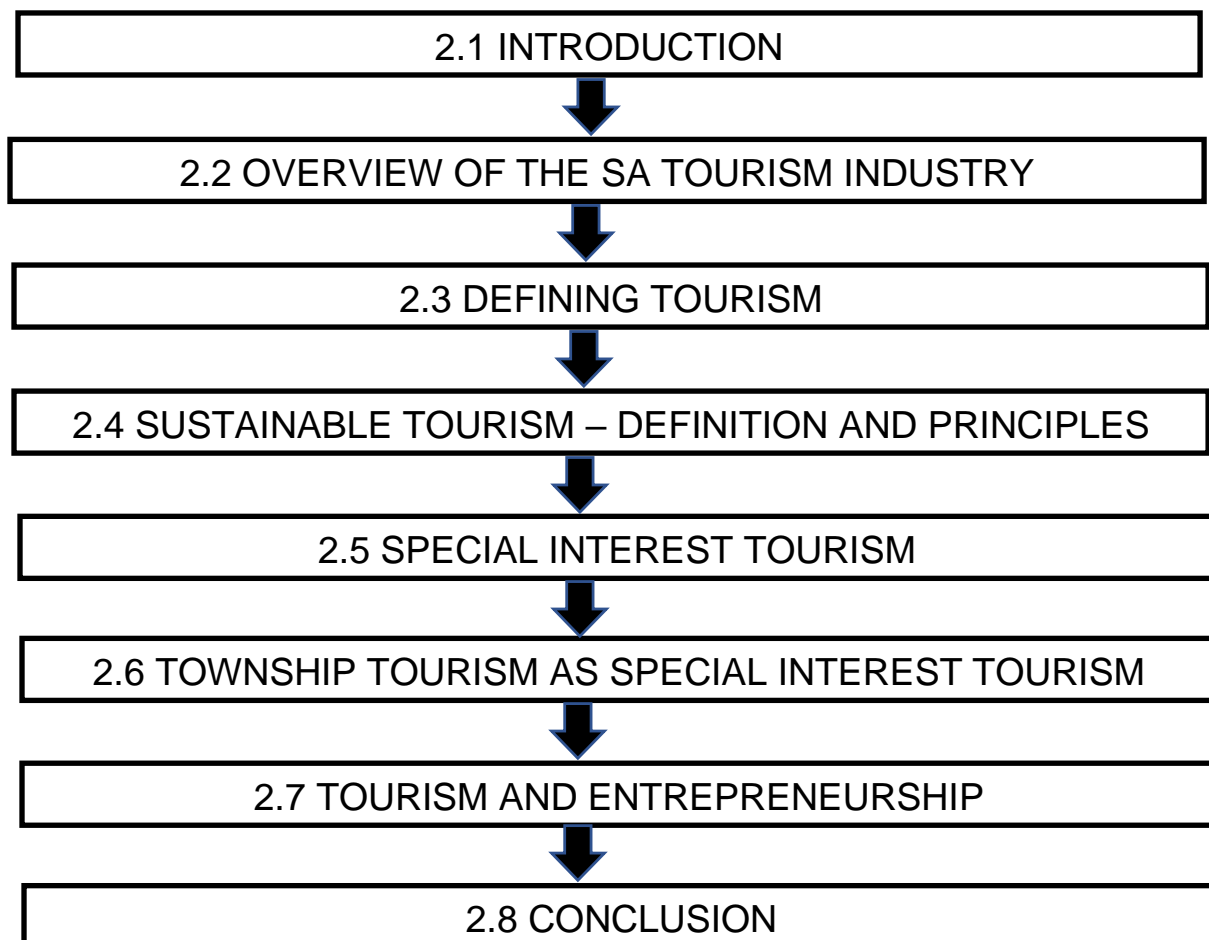 2.1 INTRODUCTION
2.2 OVERVIEW OF THE SA TOURISM INDUSTRY
2.3 DEFINING TOURISM
2.4 SUSTAINABLE TOURISM – DEFINITION AND PRINCIPLES
2.5 SPECIAL INTEREST TOURISM
2.6 TOWNSHIP TOURISM AS SPECIAL INTEREST TOURISM
2.7 TOURISM AND ENTREPRENEURSHIP
2.8 CONCLUSION